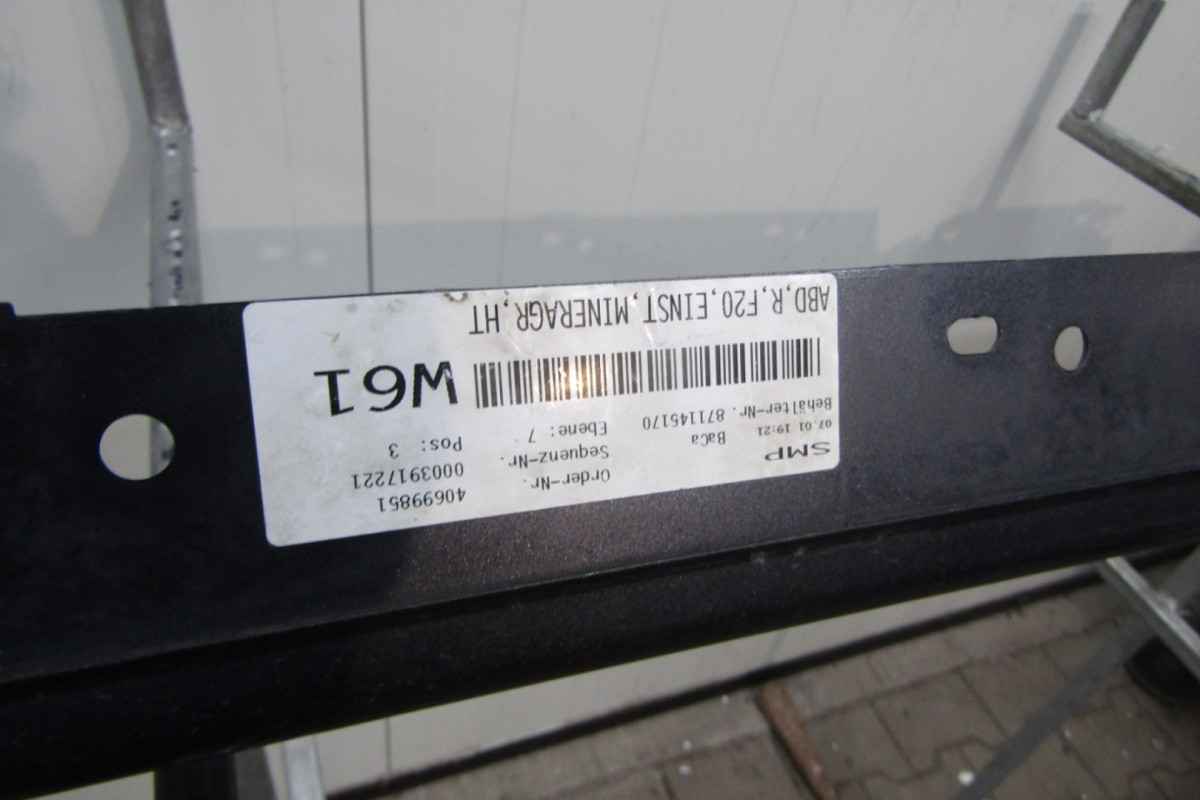 SMP Order-Nr. 40699851
07.01 19:21 BaCa Sequenz-Nr. 0003917221
Behälter-Nr. 871145170 Ebene: 7 Pos: 3
W61
ABD,R,F20,EINST,MINERAGR,HT